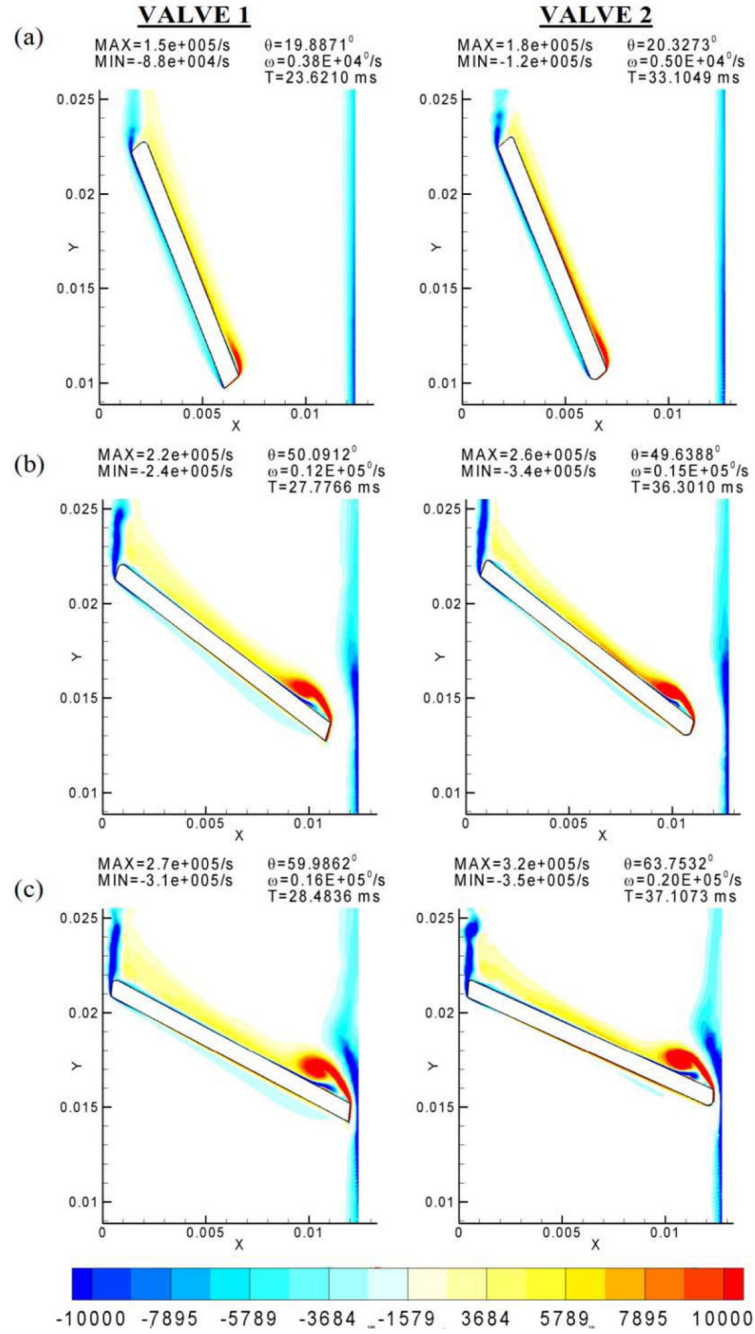 VALVE 1 VALVE 2
(a)
MAX=1.5e+005/s θ=19.8871⁰
MIN=-8.8e+004/s ω=0.38E+04⁰/s
T=23.6210 ms
MAX=1.8e+005/s θ=20.3273⁰
MIN=-1.2e+005/s ω=0.50E+04⁰/s
T=33.1049 ms
0.025
0.02
Y
0.015
0.01
0 0.005 0.01
X
0.025
0.02
Y
0.015
0.01
0 0.005 0.01
X
(b)
MAX=2.2e+005/s θ=50.0912⁰
MIN=-2.4e+005/s ω=0.12E+05⁰/s
T=27.7766 ms
MAX=2.6e+005/s θ=49.6388⁰
MIN=-3.4e+005/s ω=0.15E+05⁰/s
T=36.3010 ms
0.025
0.02
Y
0.015
0.01
0 0.005 0.01
X
0.025
0.02
Y
0.015
0.01
0 0.005 0.01
X
(c)
MAX=2.7e+005/s θ=59.9862⁰
MIN=-3.1e+005/s ω=0.16E+05⁰/s
T=28.4836 ms
MAX=3.2e+005/s θ=63.7532⁰
MIN=-3.5e+005/s ω=0.20E+05⁰/s
T=37.1073 ms
0.025
0.02
Y
0.015
0.01
0 0.005 0.01
X
0.025
0.02
Y
0.015
0.01
0 0.005 0.01
X
-10000 -7895 -5789 -3684 -1579 3684 5789 7895 10000